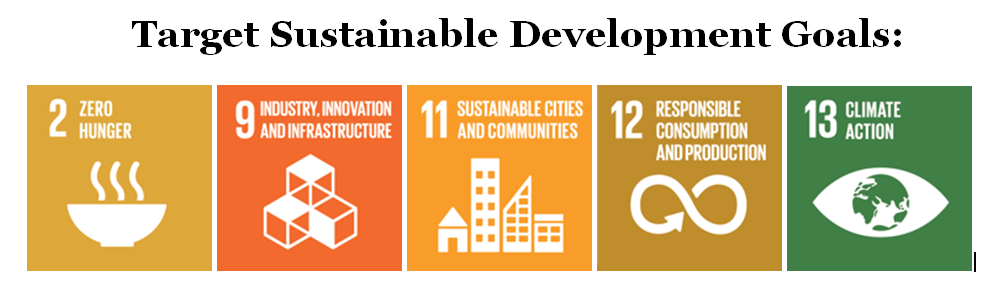 Target Sustainable Development Goals:
2 ZERO
HUNGER
9 INDUSTRY, INNOVATION
AND INFRASTRUCTURE
11 SUSTAINABLE CITIES
AND COMMUNITIES
12 RESPONSIBLE
CONSUMPTION
AND PRODUCTION
13 CLIMATE
ACTION